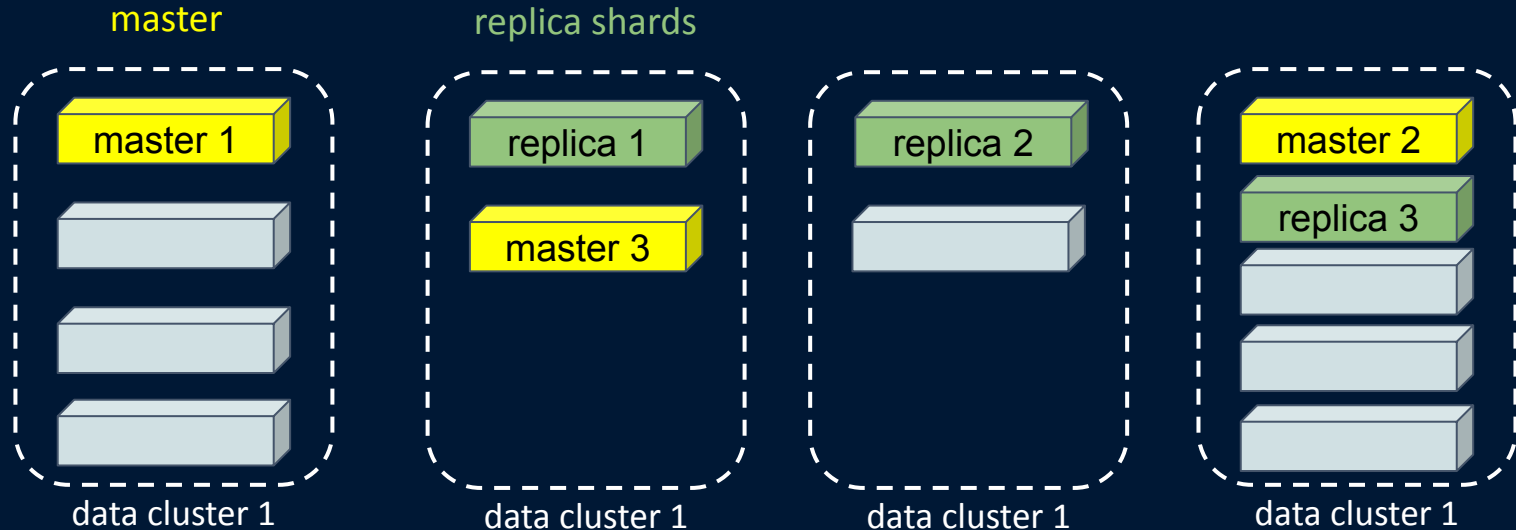 master
replica shards
master 1
replica 1
replica 2
master 2
master 3
replica 3
data cluster 1
data cluster 1
data cluster 1
data cluster 1